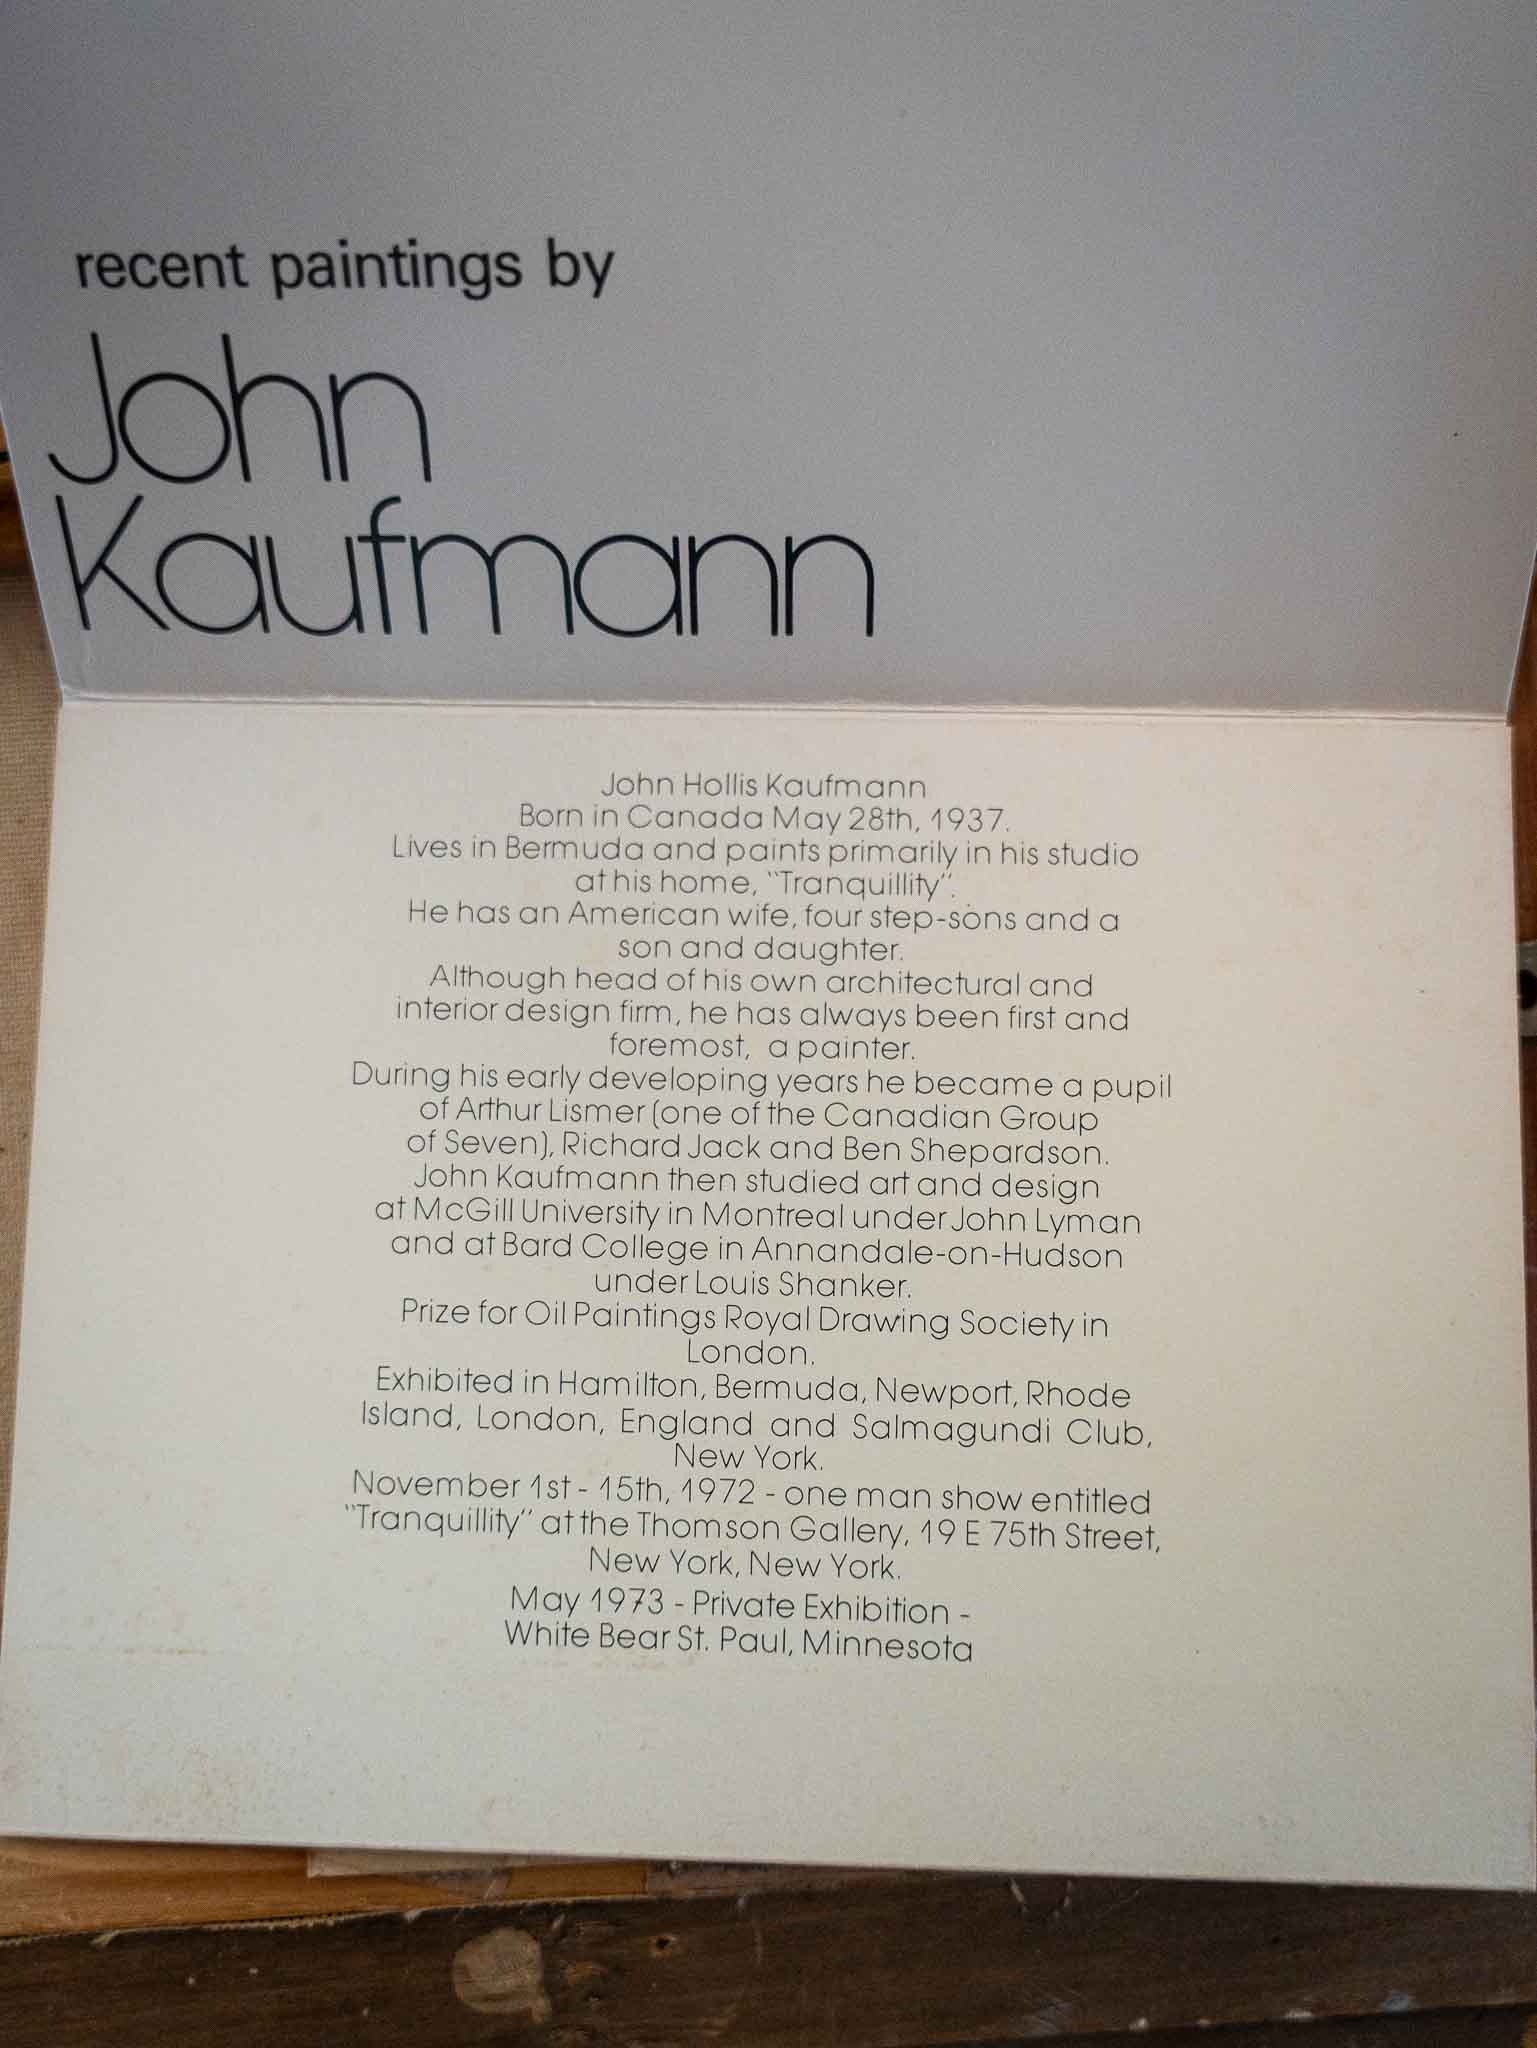 recent paintings by
John
Kaufmann
John Hollis Kaufmann
Born in Canada May 28th, 1937.
Lives in Bermuda and paints primarily in his studio
at his home, "Tranquillity".
He has an American wife, four step-sons and a
son and daughter.
Although head of his own architectural and
interior design firm, he has always been first and
foremost, a painter.
During his early developing years he became a pupil
of Arthur Lismer (one of the Canadian Group
of Seven), Richard Jack and Ben Shepardson.
John Kaufmann then studied art and design
at McGill University in Montreal under John Lyman
and at Bard College in Annandale-on-Hudson
under Louis Shanker.
Prize for Oil Paintings Royal Drawing Society in
London.
Exhibited in Hamilton, Bermuda, Newport, Rhode
Island, London, England and Salmagundi Club,
New York.
November 1st - 15th, 1972 - one man show entitled
"Tranquillity" at the Thomson Gallery, 19 E 75th Street,
New York, New York.
May 1973 - Private Exhibition -
White Bear St. Paul, Minnesota